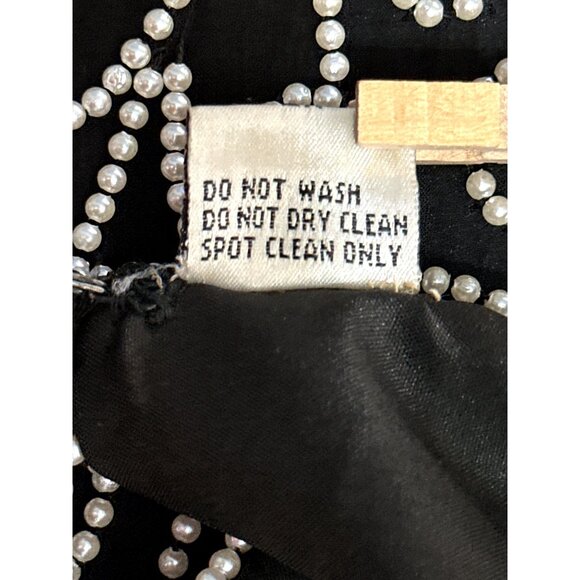 DO NOT WASH
DO NOT DRY CLEAN
SPOT CLEAN ONLY